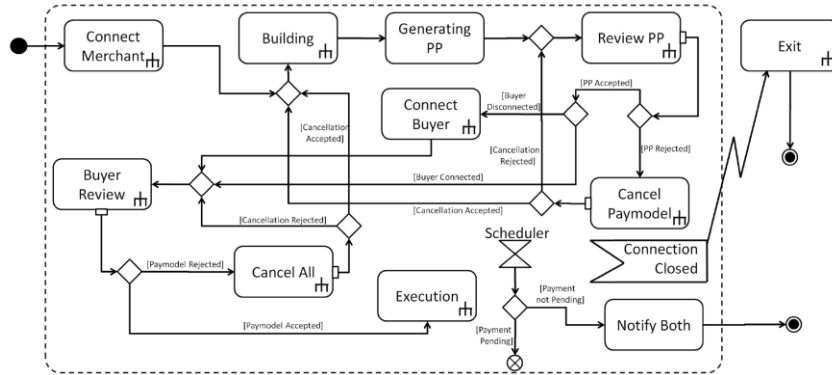 Connect
Merchant
Building
Generating
PP
Review PP
Exit
[PP Accepted]
[Buyer
Disconnected]
Connect
Buyer
[Cancellation
Accepted]
[Cancellation
Rejected]
[PP Rejected]
Buyer
Review
[Buyer Connected]
Cancel
Paymodel
[Cancellation Rejected]
[Cancellation Accepted]
Scheduler
Connection
Closed
[Paymodel Rejected]
Cancel All
Execution
[Payment
not Pending]
Notify Both
[Paymodel Accepted]
[Payment
Pending]